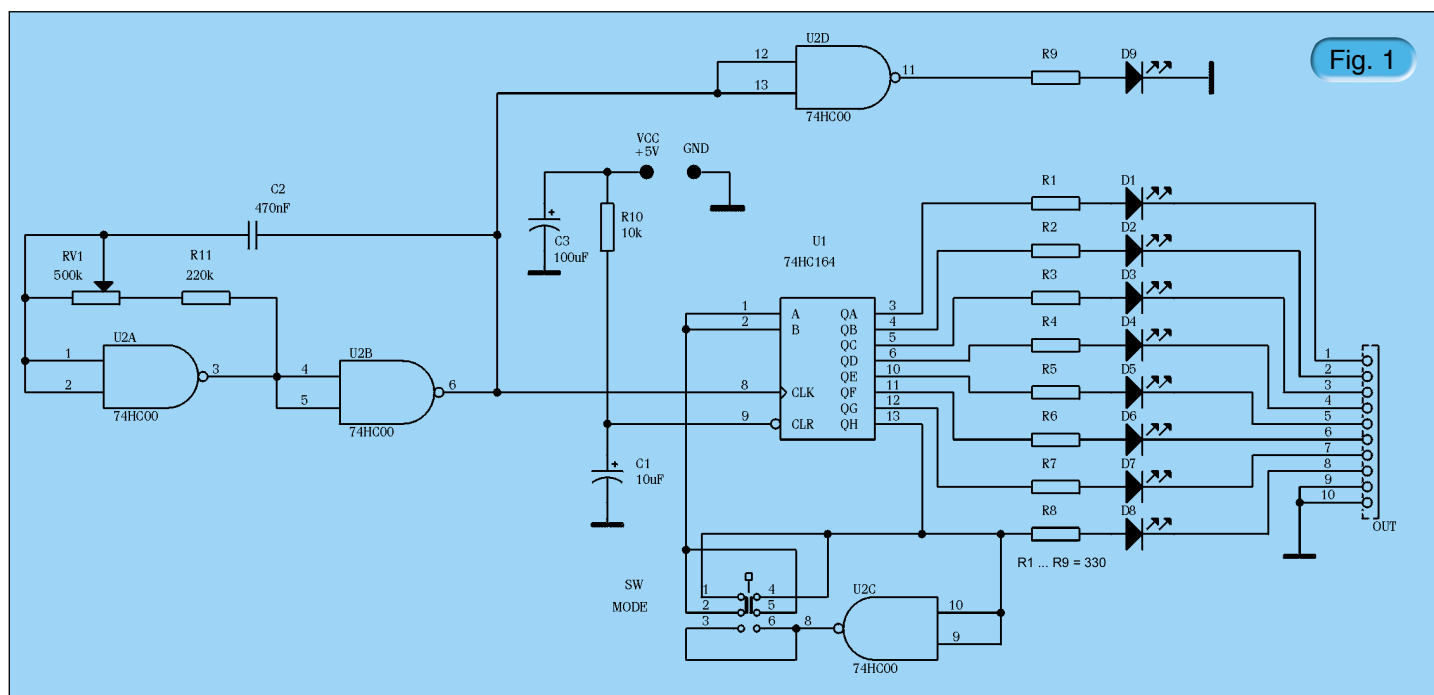 Fig. 1
U2D
12
13
11
74HC00
R9
D9
VCC
+5V
GND
C2
470nF
R10
10k
C3
100uF
RV1
500k
R11
220k
U2A
1
2
3
74HC00
U2B
4
5
6
74HC00
U1
74HC164
1 A QA 3
2 B QB 4
QC 5
QD 6
QE 10
8 CLK QF 11
QG 12
9 CLR QH 13
C1
10uF
R1 D1
R2 D2
R3 D3
R4 D4
R5 D5
R6 D6
R7 D7
R8 D8
R1 ... R9 = 330
1
2
3
4
5
6
7
8
9
10
OUT
SW
MODE
1 4
2 5
3 6
8
U2C
10
9
74HC00